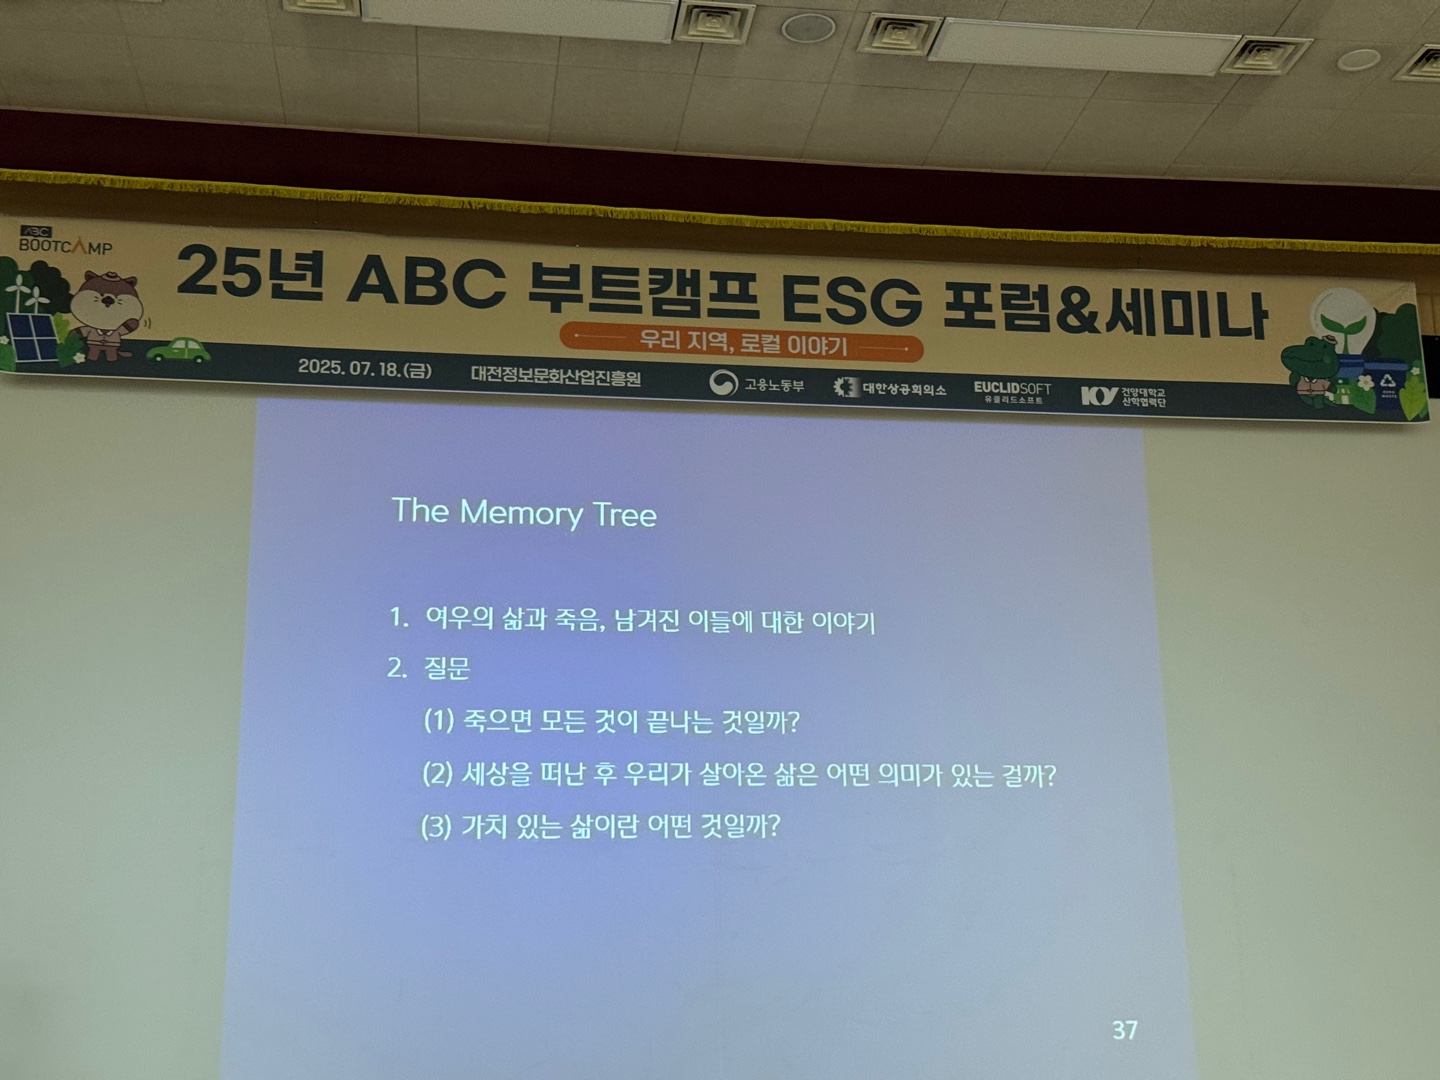 ABC
BOOTCAMP
25년 ABC 부트캠프 ESG 포럼&세미나
우리 지역, 로컬 이야기
2025. 07. 18.(금) 대전정보문화산업진흥원 고용노동부 대한상공회의소 EUCLIDSOFT 유클리드소프트 KY 건양대학교 산학협력단
The Memory Tree
1. 여우의 삶과 죽음, 남겨진 이들에 대한 이야기
2. 질문
(1) 죽으면 모든 것이 끝나는 것일까?
(2) 세상을 떠난 후 우리가 살아온 삶은 어떤 의미가 있는 걸까?
(3) 가치 있는 삶이란 어떤 것일까?
37